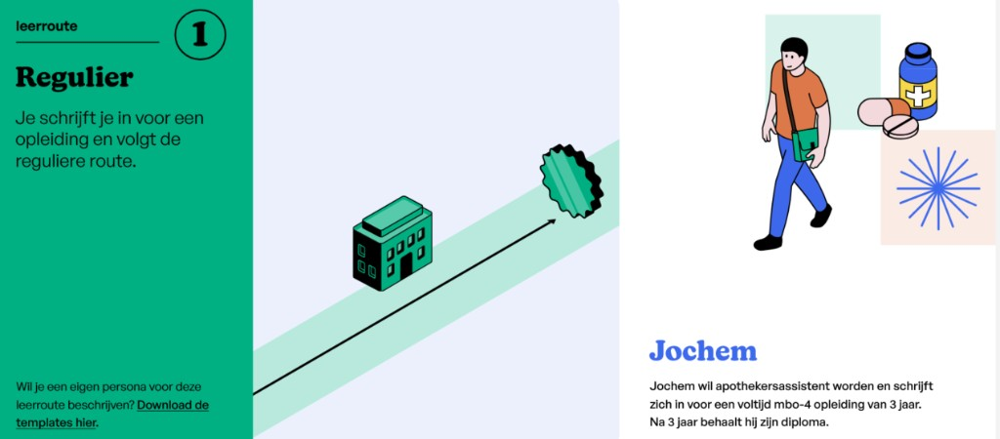 leerroute
1
Regulier
Je schrijft je in voor een
opleiding en volgt de
reguliere route.
Wil je een eigen persona voor deze
leerroute beschrijven? Download de
templates hier.
Jochem
Jochem wil apothekersassistent worden en schrijft
zich in voor een voltijd mbo-4 opleiding van 3 jaar.
Na 3 jaar behaalt hij zijn diploma.